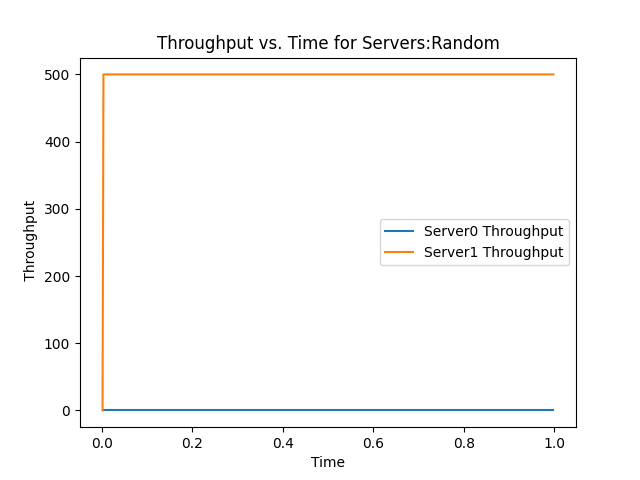 Throughput vs. Time for Servers:Random
500
400
300
200
100
0
Throughput
Server0 Throughput
Server1 Throughput
0.0 0.2 0.4 0.6 0.8 1.0
Time